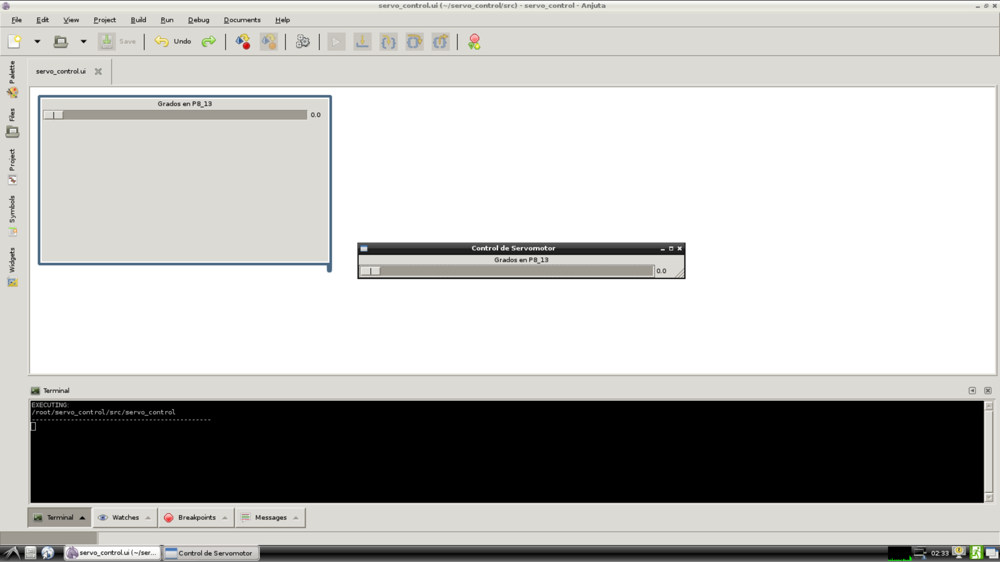 servo_control.ui (~/servo_control/src) - servo_control - Anjuta
File Edit View Project Build Run Debug Documents Help
Save Undo
Palette
Files
Project
Symbols
Widgets
servo_control.ui
Grados en P8_13
0.0
Control de Servomotor
Grados en P8_13
0.0
Terminal
EXECUTING:
/root/servo_control/src/servo_control
----------------------------------------------
Terminal Watches Breakpoints Messages
servo_control.ui (~/ser... Control de Servomotor 02:33